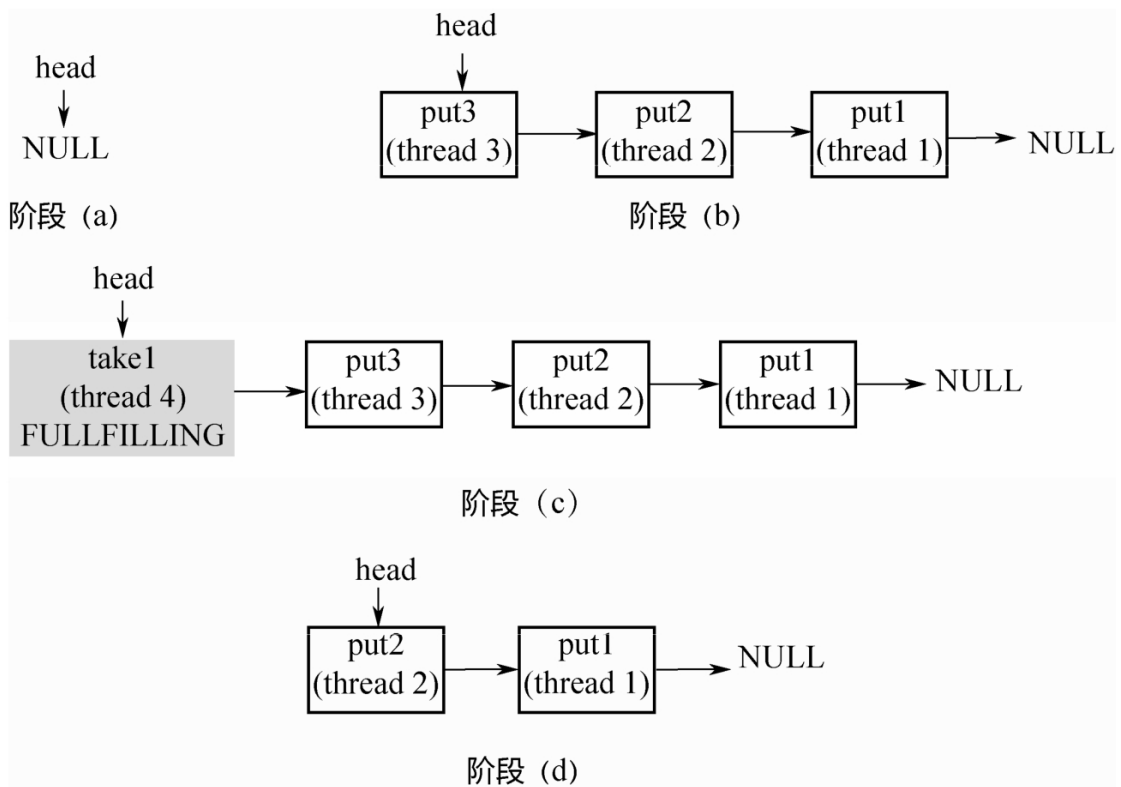 head
NULL
阶段 (a)
head
put3
(thread 3)
put2
(thread 2)
put1
(thread 1)
NULL
阶段 (b)
head
take1
(thread 4)
FULLFILLING
put3
(thread 3)
put2
(thread 2)
put1
(thread 1)
NULL
阶段（c）
head
put2
(thread 2)
put1
(thread 1)
NULL
阶段 (d)